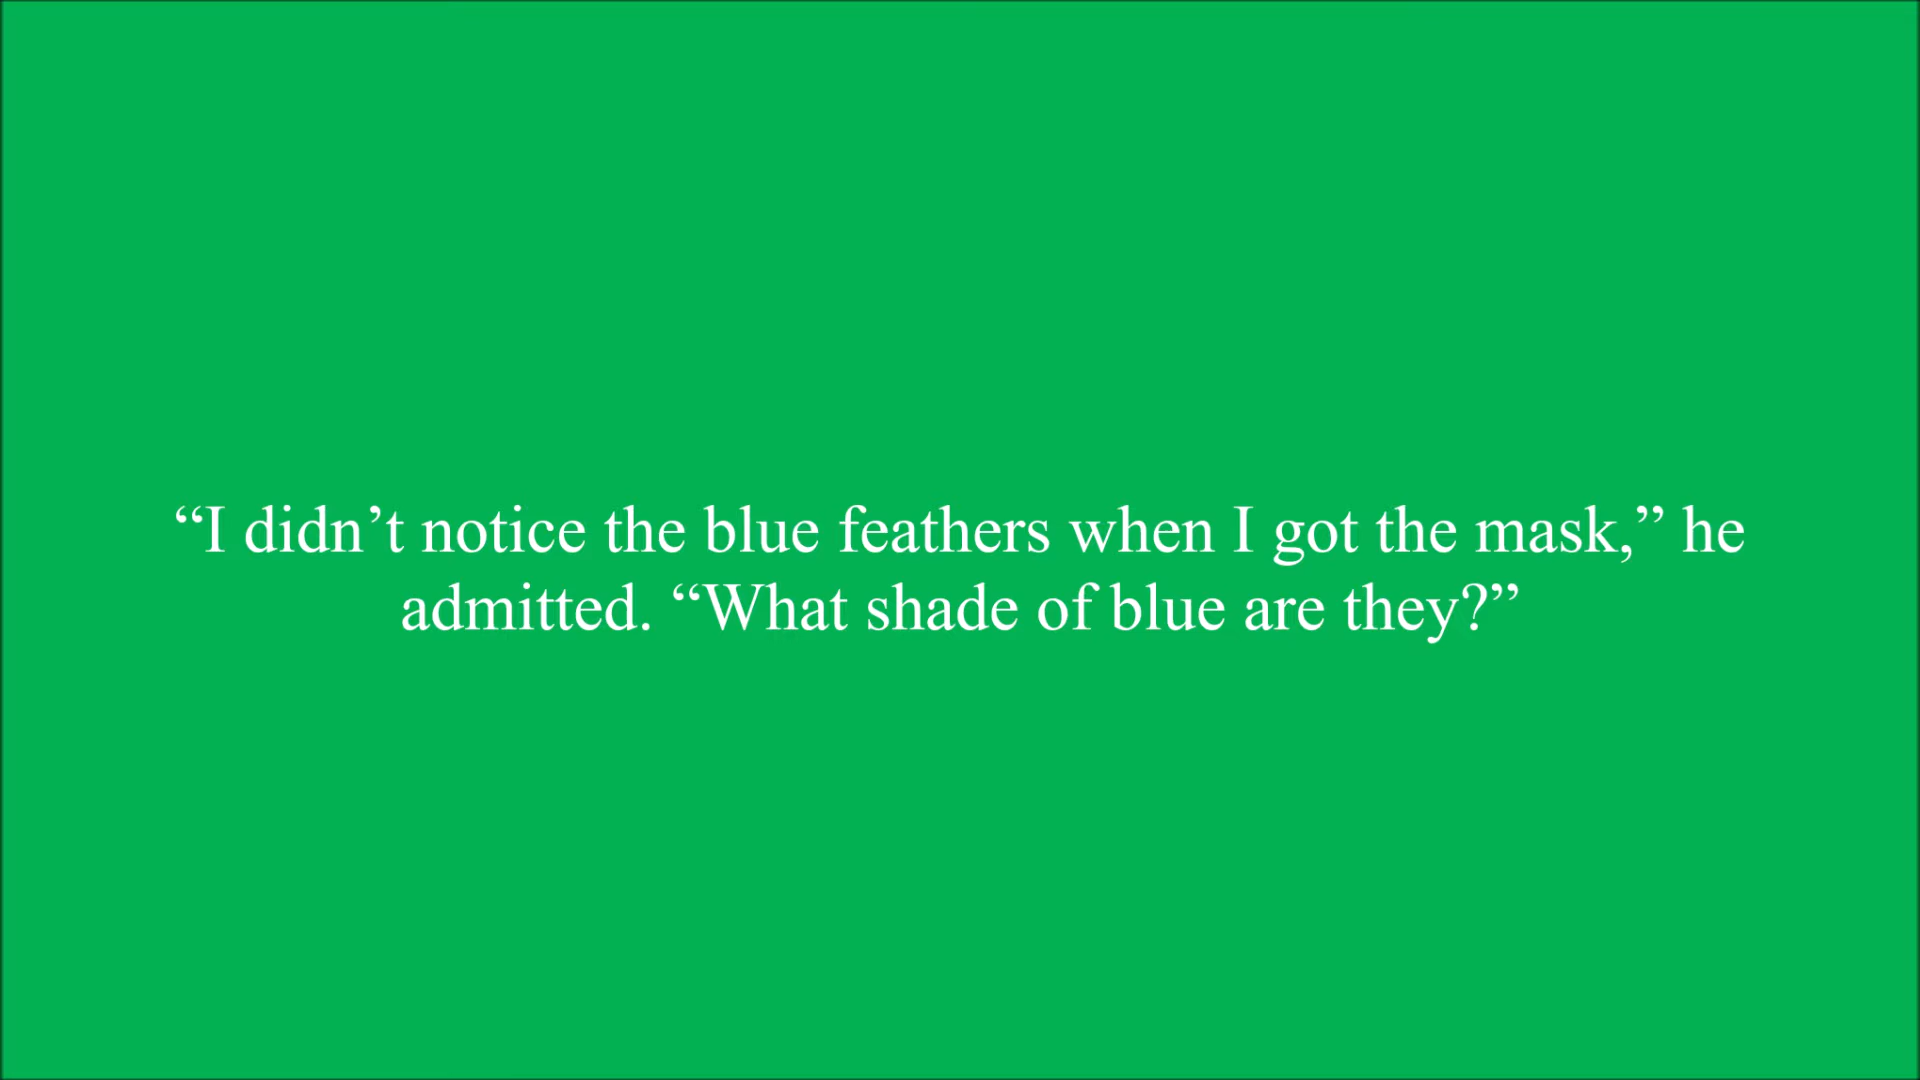 “I didn’t notice the blue feathers when I got the mask,” he
admitted. “What shade of blue are they?”